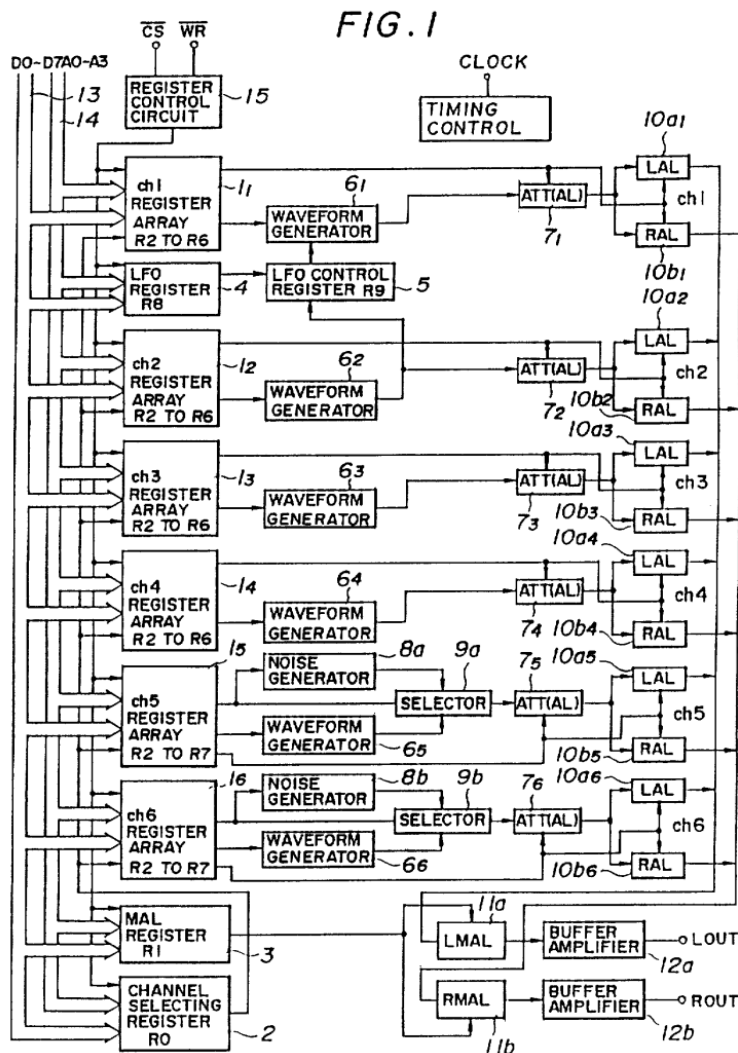 FIG. 1
CS WR
D0-D7 A0-A3
13
14
REGISTER CONTROL CIRCUIT
15
CLOCK
TIMING CONTROL
ch1 REGISTER ARRAY R2 TO R6
11
WAVEFORM GENERATOR
61
ATT(AL)
71
10a1
LAL
ch1
RAL
10b1
LFO REGISTER R8
4
LFO CONTROL REGISTER R9
5
ch2 REGISTER ARRAY R2 TO R6
12
WAVEFORM GENERATOR
62
ATT(AL)
72
10a2
LAL
ch2
RAL
10b2
ch3 REGISTER ARRAY R2 TO R6
13
WAVEFORM GENERATOR
63
ATT(AL)
73
10a3
LAL
ch3
RAL
10b3
ch4 REGISTER ARRAY R2 TO R6
14
WAVEFORM GENERATOR
64
ATT(AL)
74
10a4
LAL
ch4
RAL
10b4
15
ch5 REGISTER ARRAY R2 TO R7
NOISE GENERATOR
8a
WAVEFORM GENERATOR
65
9a
SELECTOR
75
ATT(AL)
10a5
LAL
ch5
RAL
10b5
16
ch6 REGISTER ARRAY R2 TO R7
NOISE GENERATOR
8b
WAVEFORM GENERATOR
66
9b
SELECTOR
76
ATT(AL)
10a6
LAL
ch6
RAL
10b6
MAL REGISTER R1
3
11a
LMAL
BUFFER AMPLIFIER
12a
LOUT
CHANNEL SELECTING REGISTER R0
2
RMAL
11b
BUFFER AMPLIFIER
12b
ROUT